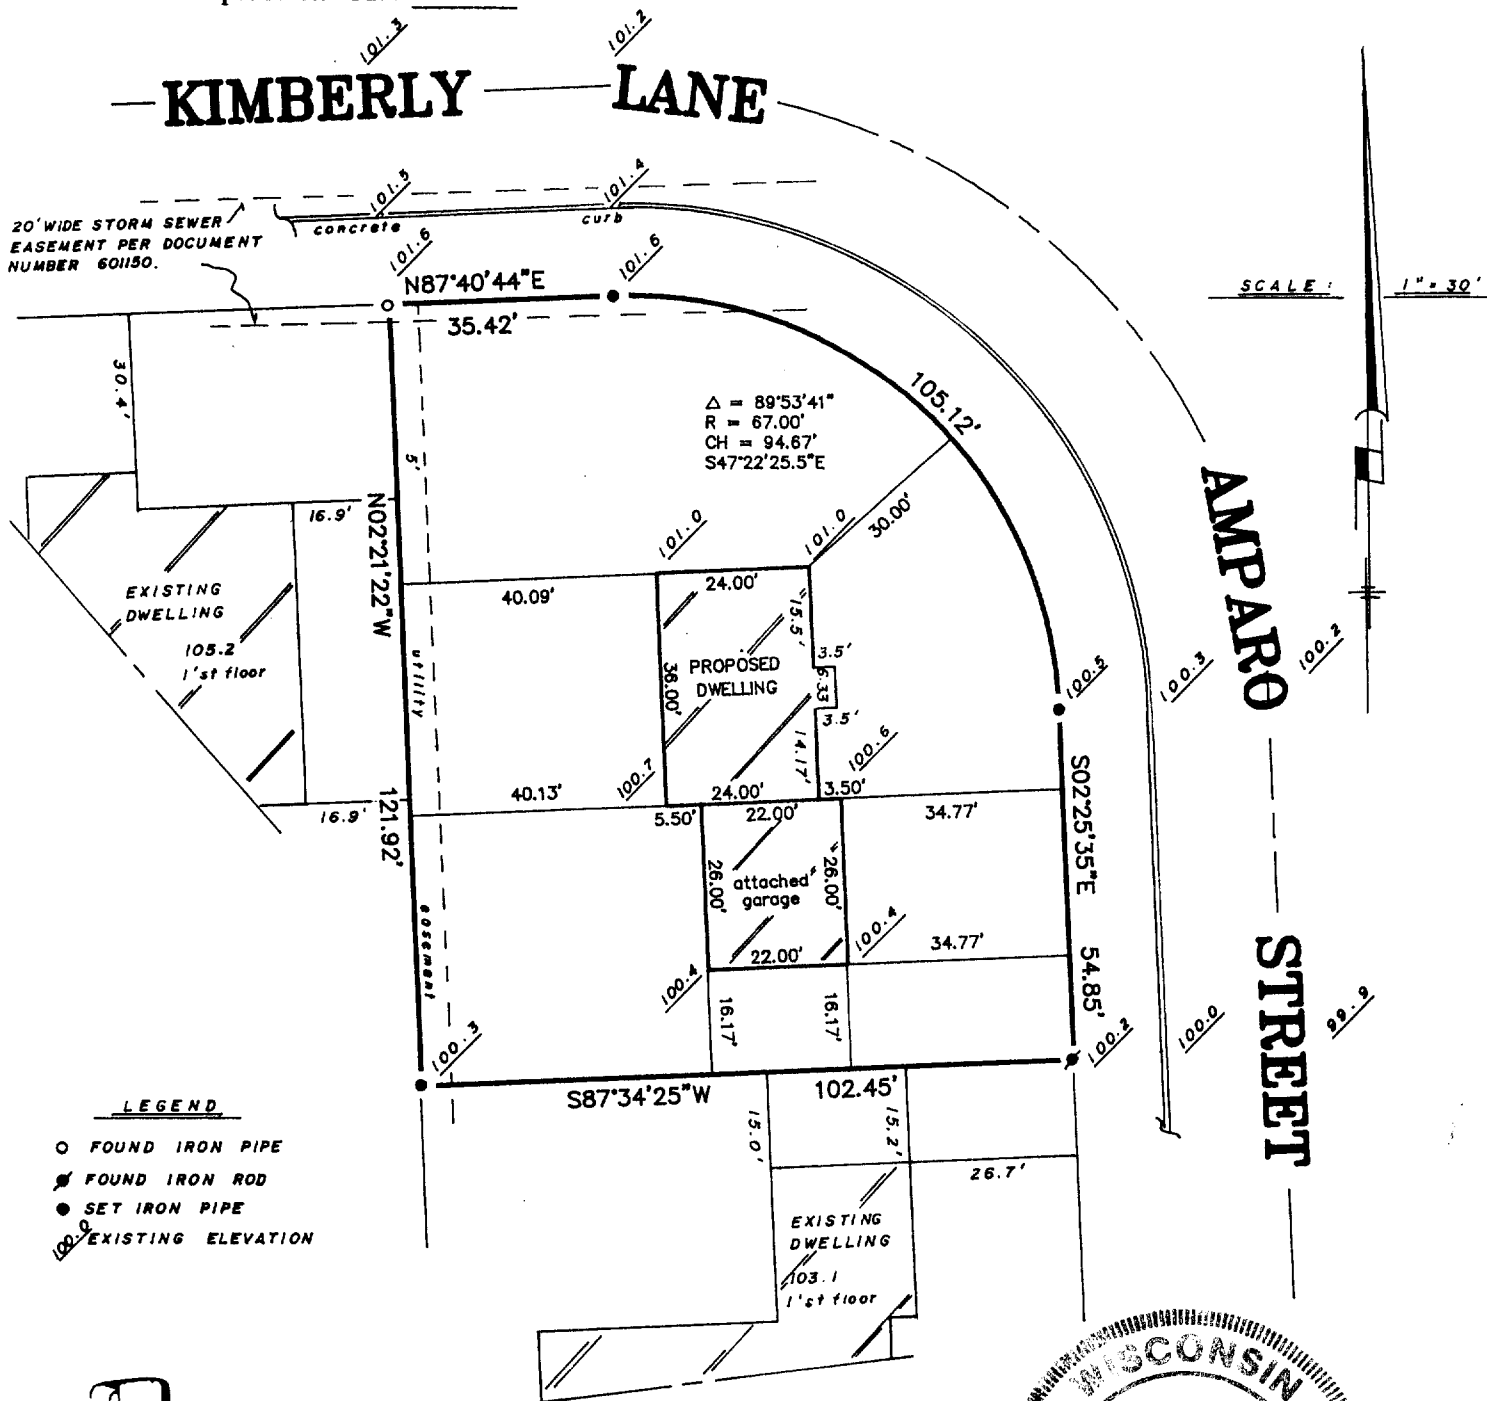 101.3
101.2
KIMBERLY LANE
101.5
101.4
20' WIDE STORM SEWER
EASEMENT PER DOCUMENT
NUMBER 601150.
concrete
curb
101.6
101.6
N87°40'44"E
35.42'
SCALE: 1" = 30'
30.4'
105.12'
Δ = 89°53'41"
R = 67.00'
CH = 94.67'
S47°22'25.5"E
5'
16.9'
N02°21'22"W
101.0
101.0
30.00'
AMPARO
EXISTING
DWELLING
105.2
1'st floor
40.09'
24.00'
15.5'
3.5'
PROPOSED
DWELLING
36.00'
6.33
3.5'
14.17'
utility
100.5
100.3
100.2
100.7
100.6
S02°25'35"E
40.13'
24.00'
3.50'
16.9'
121.92'
5.50'
22.00'
34.77'
26.00'
attached
garage
26.00'
easement
100.4
34.77'
22.00'
100.4
54.85'
STREET
16.17'
16.17'
100.3
100.2
100.0
99.9
S87°34'25"W
102.45'
LEGEND
FOUND IRON PIPE
FOUND IRON ROD
SET IRON PIPE
100.0 EXISTING ELEVATION
15.0'
15.2'
26.7'
EXISTING
DWELLING
103.1
1'st floor
WISCONSIN